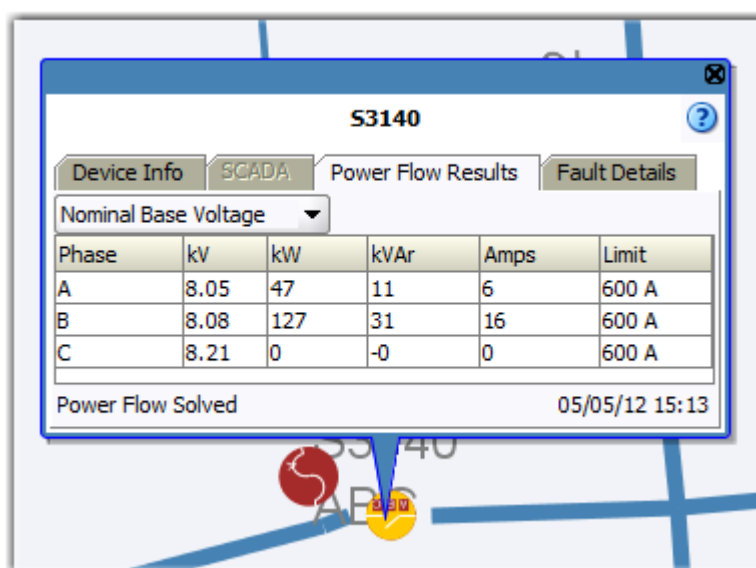 S3140
Device Info SCADA Power Flow Results Fault Details
Nominal Base Voltage
Phase kV kW kVAr Amps Limit
A 8.05 47 11 6 600 A
B 8.08 127 31 16 600 A
C 8.21 0 -0 0 600 A
Power Flow Solved 05/05/12 15:13
S3140